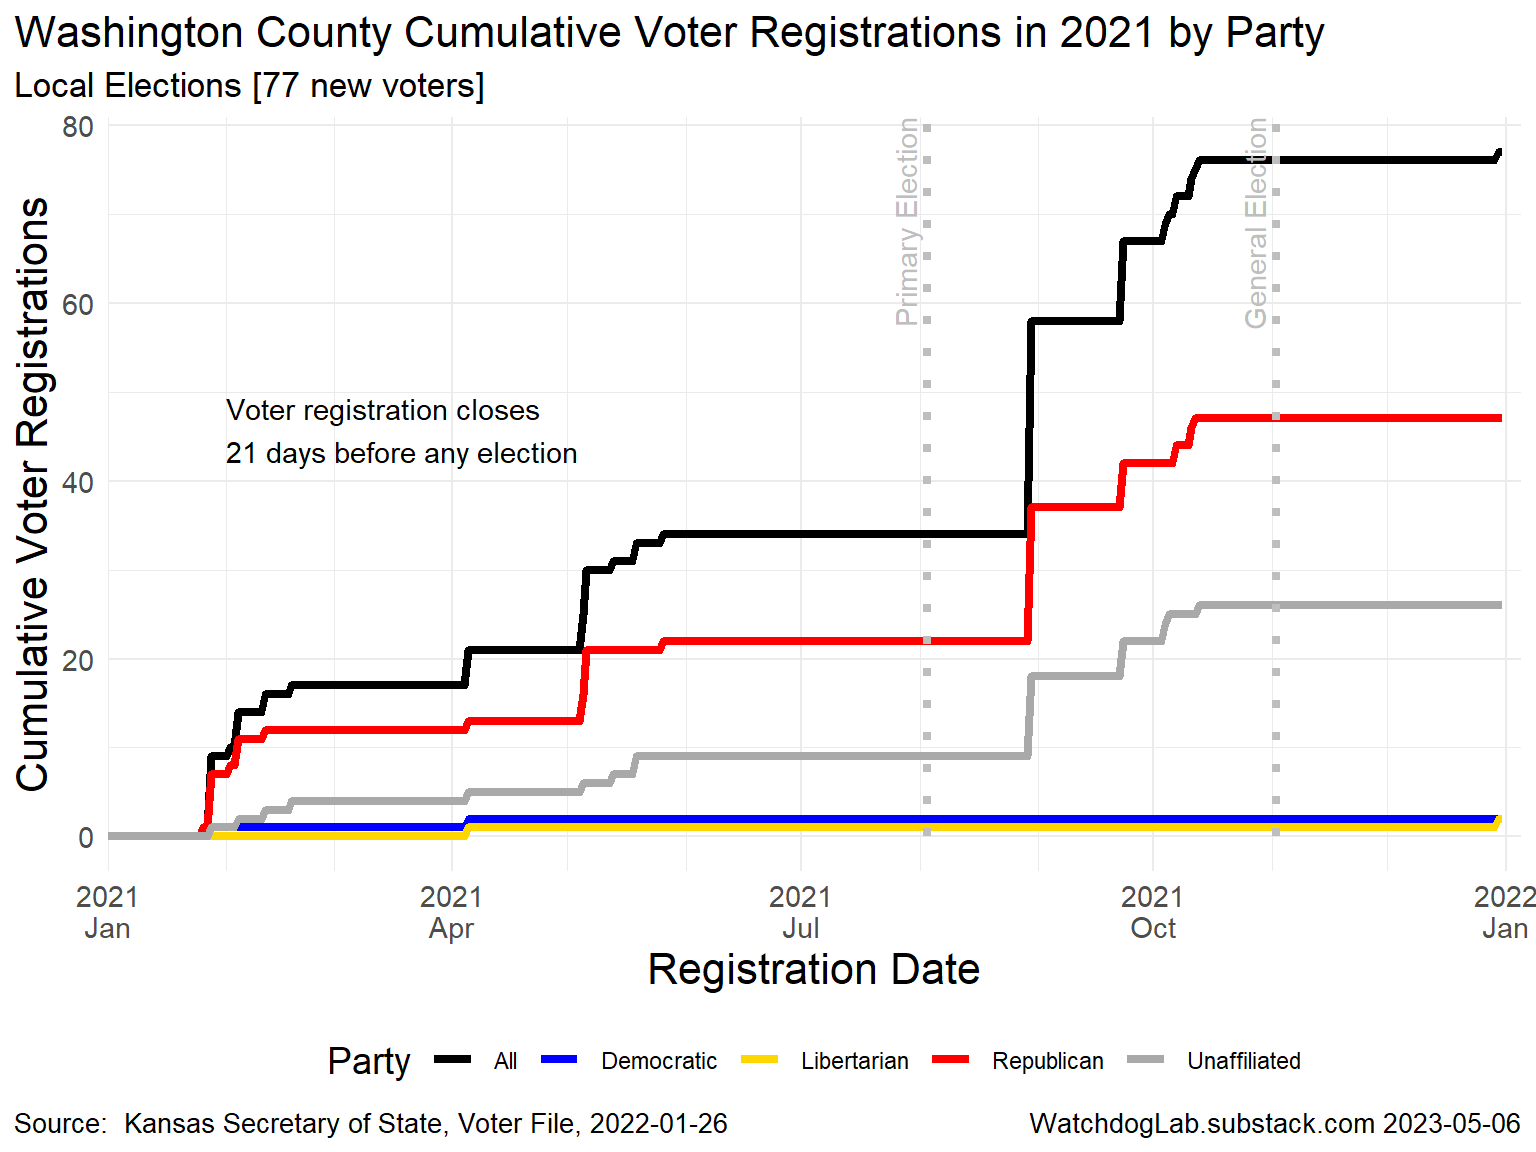 Washington County Cumulative Voter Registrations in 2021 by Party
Local Elections [77 new voters]
Cumulative Voter Registrations
80
60
40
20
0
Primary Election
General Election
Voter registration closes
21 days before any election
2021
Jan
2021
Apr
2021
Jul
2021
Oct
2022
Jan
Registration Date
Party All Democratic Libertarian Republican Unaffiliated
Source:  Kansas Secretary of State, Voter File, 2022-01-26
WatchdogLab.substack.com 2023-05-06